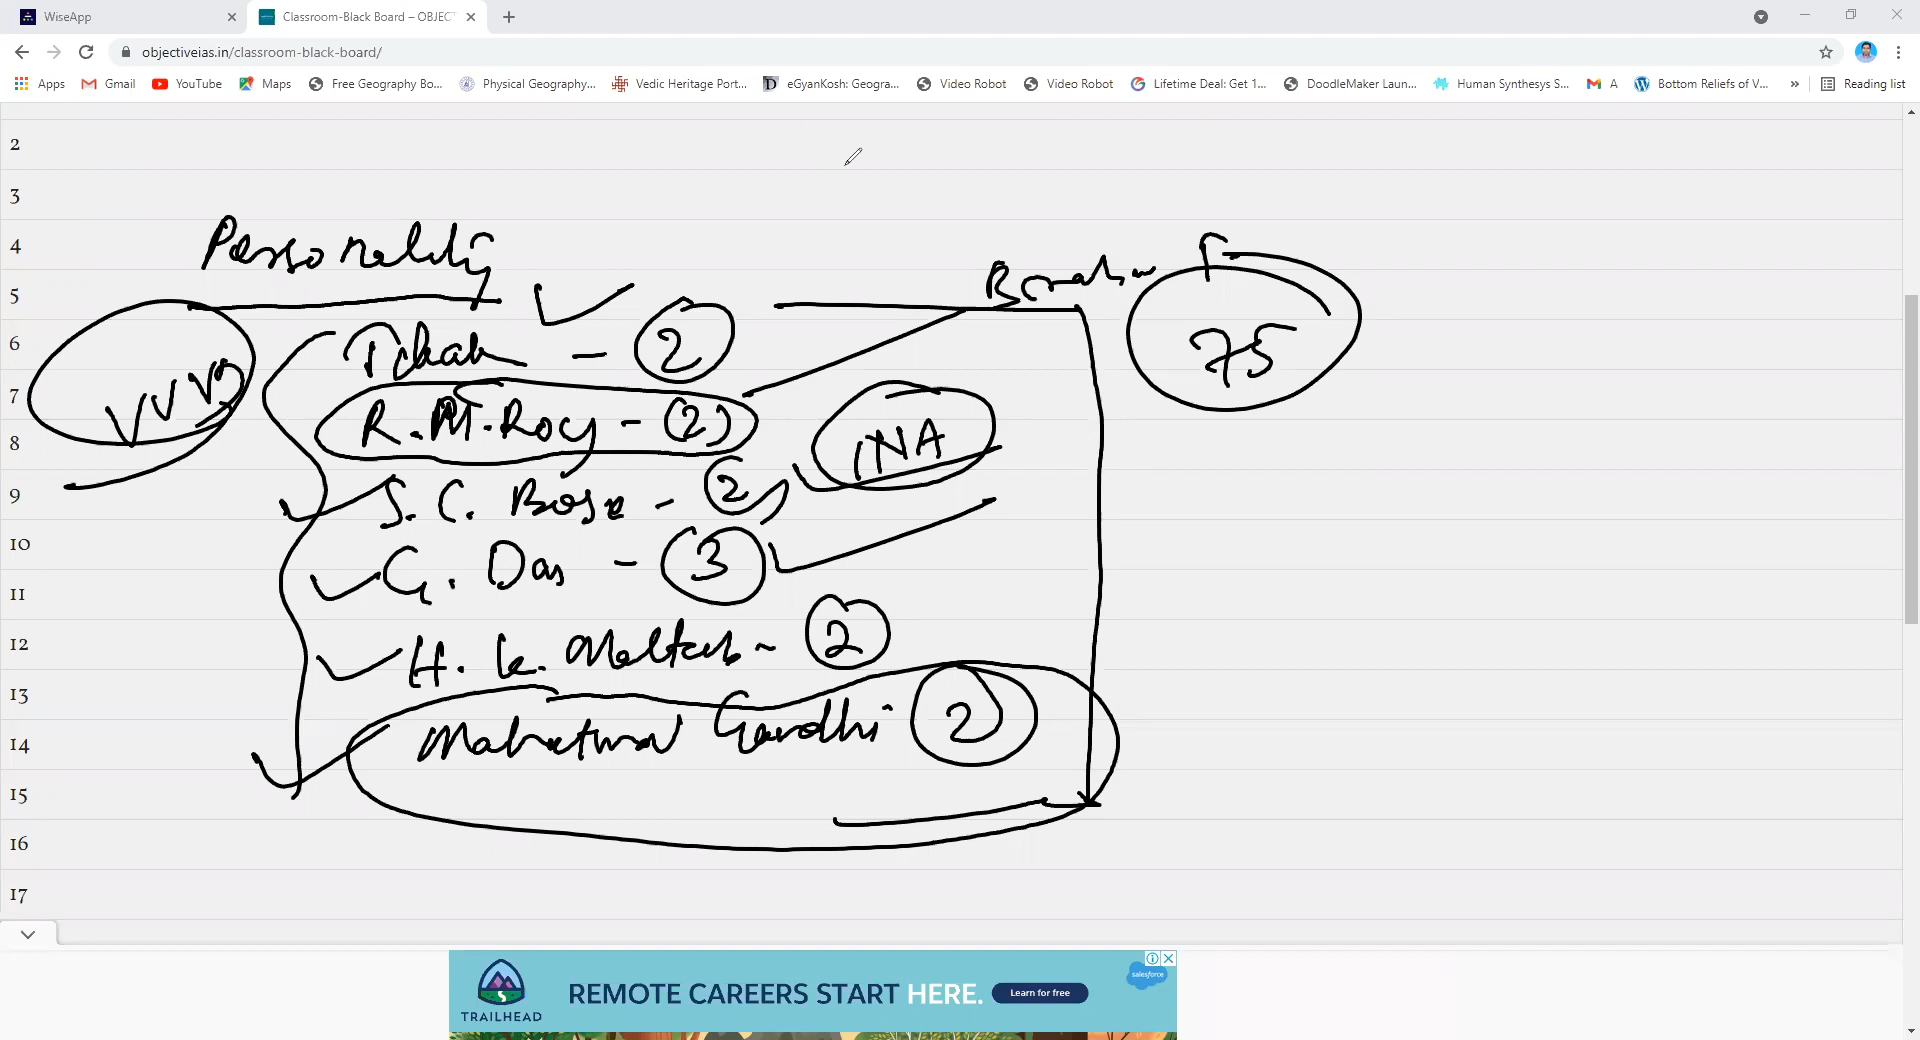 WiseApp
Classroom-Black Board – OBJECT
objectiveias.in/classroom-black-board/
Apps Gmail YouTube Maps Free Geography Bo... Physical Geography,... Vedic Heritage Port... eGyanKosh: Geogra... Video Robot Video Robot Lifetime Deal: Get 1... DoodleMaker Laun... Human Synthesys S... A Bottom Reliefs of V... » Reading list
2
3
4
Personality
5
6
Tilak - 2
75
7
VVV
R.M.Roy - (2)
8
INA
9
S. C. Bose - 2
10
G. Das - 3
11
12
H. K. - 2
13
14
Mahatma Gandhi 2
15
16
17
TRAILHEAD
REMOTE CAREERS START HERE.
Learn for free
salesforce